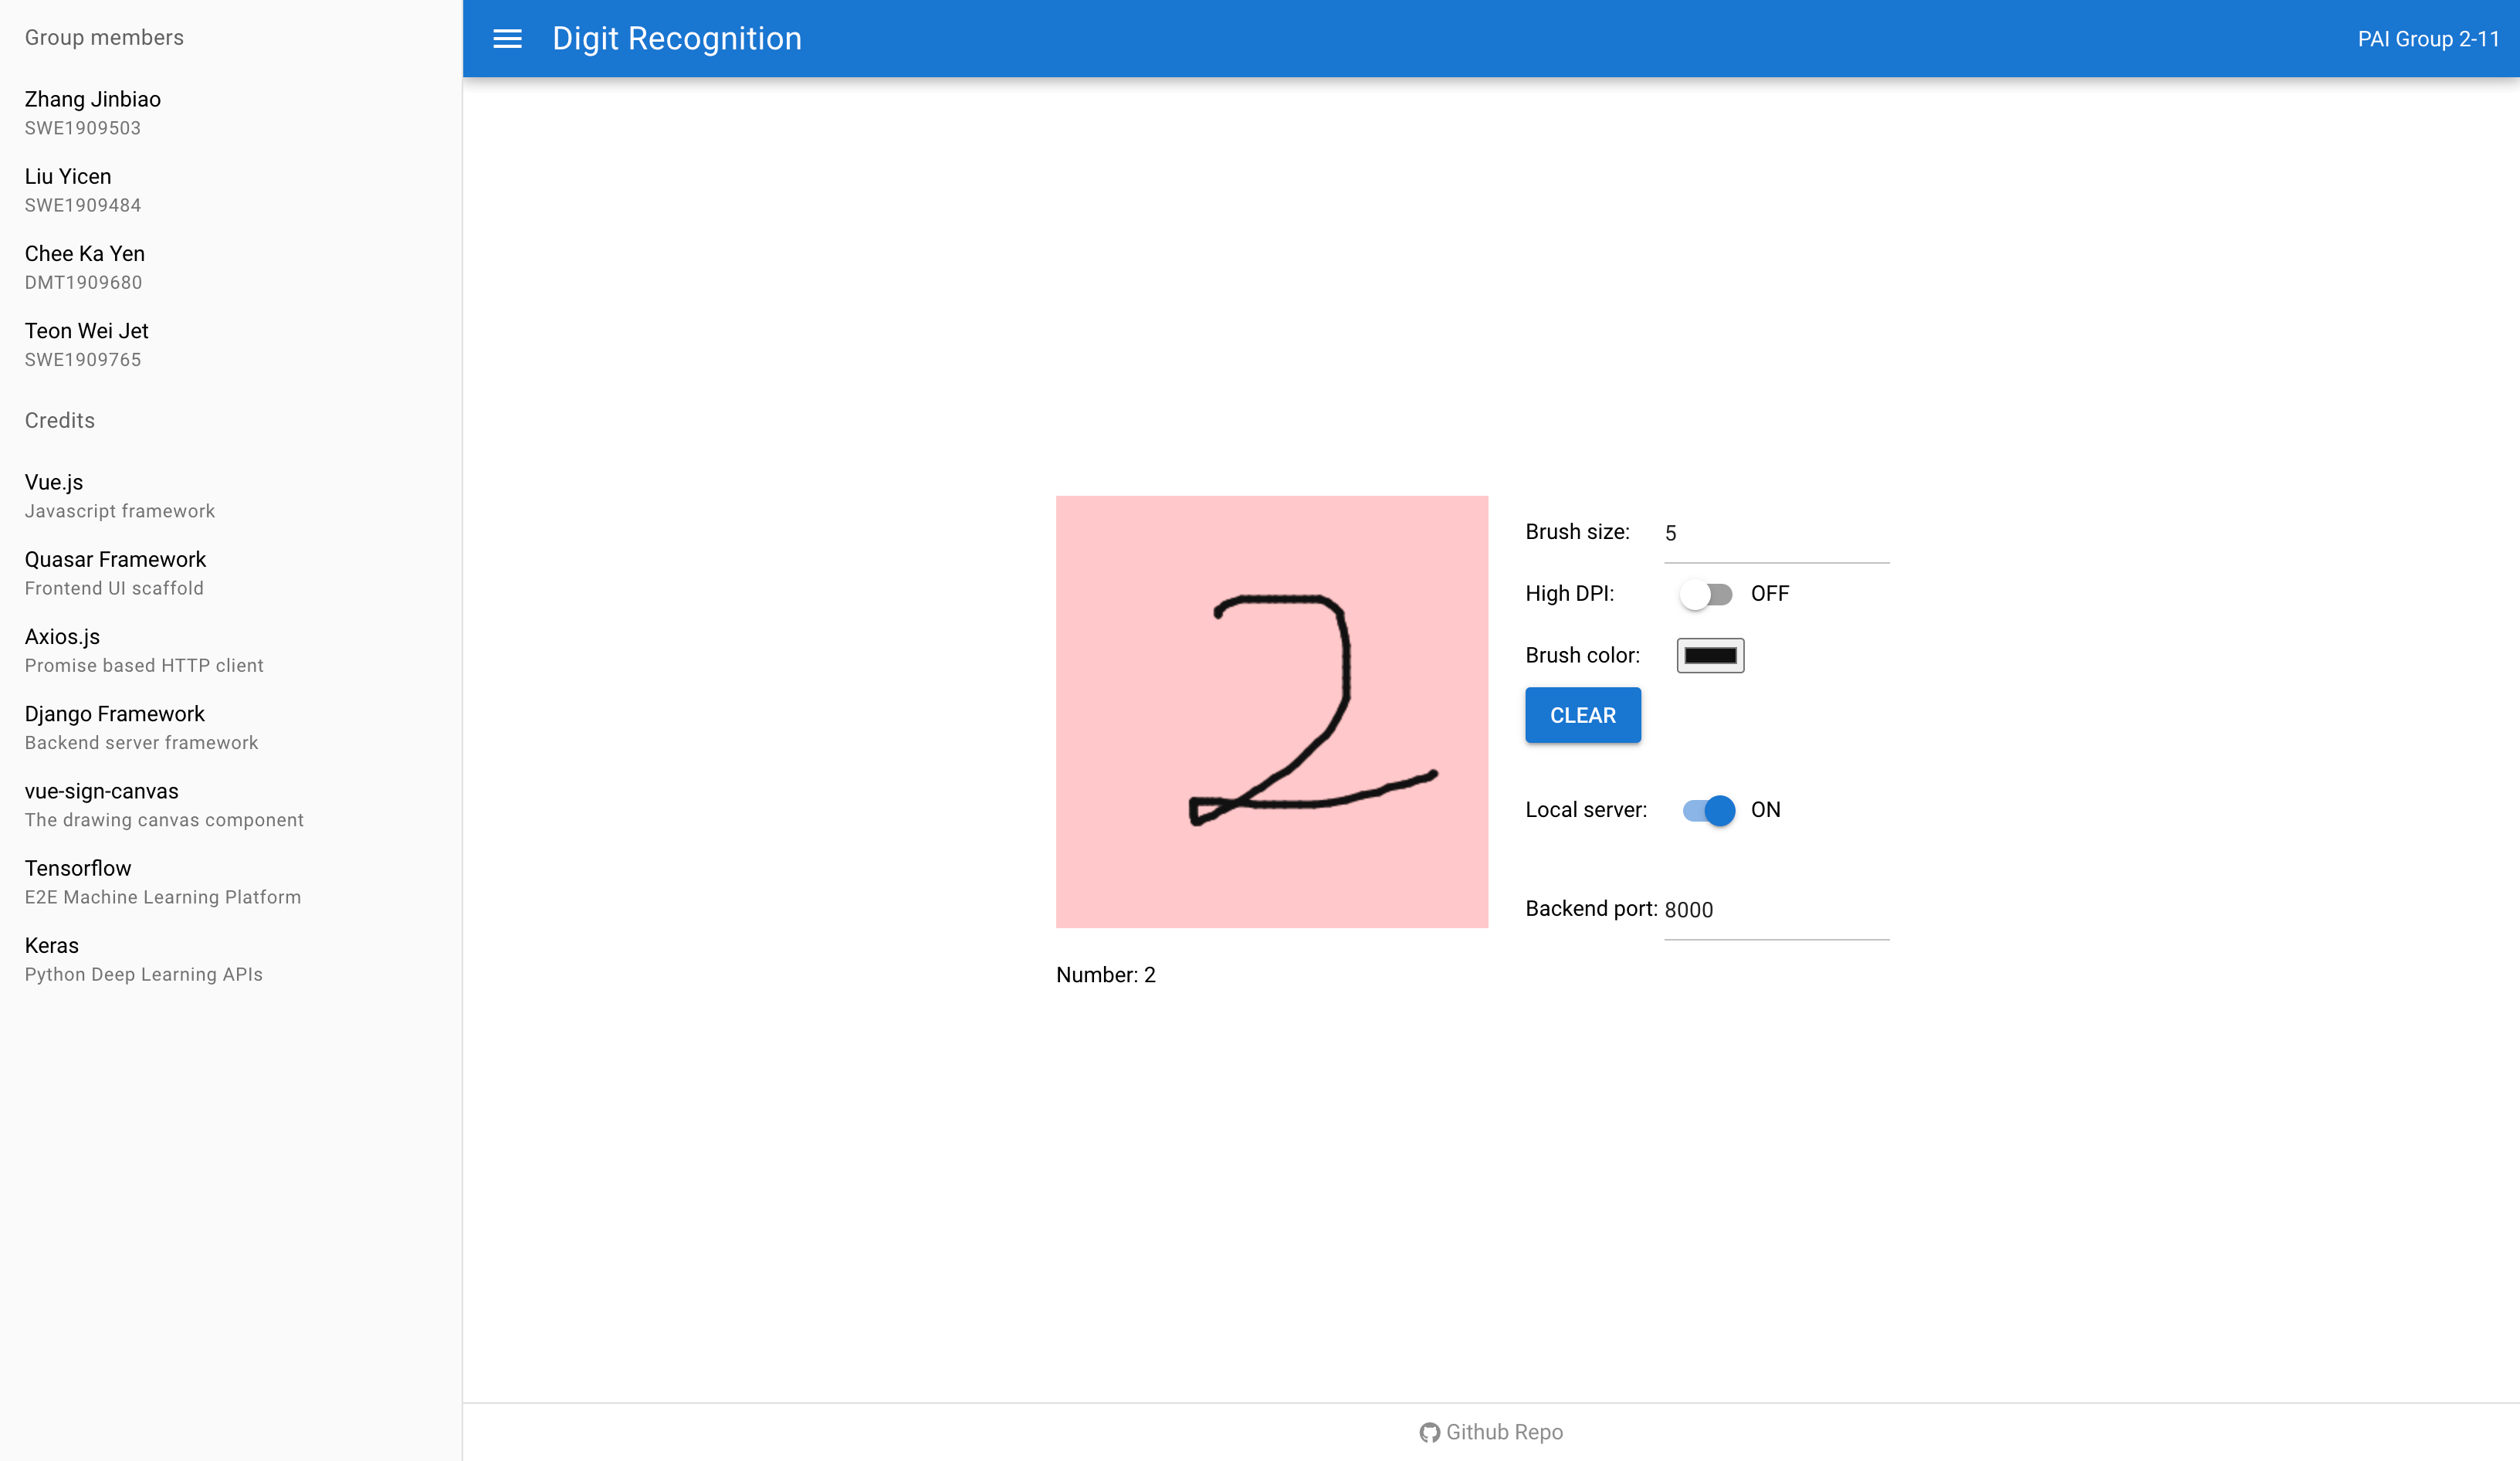 Group members
Zhang Jinbiao
SWE1909503
Liu Yicen
SWE1909484
Chee Ka Yen
DMT1909680
Teon Wei Jet
SWE1909765
Credits
Vue.js
Javascript framework
Quasar Framework
Frontend UI scaffold
Axios.js
Promise based HTTP client
Django Framework
Backend server framework
vue-sign-canvas
The drawing canvas component
Tensorflow
E2E Machine Learning Platform
Keras
Python Deep Learning APIs
Digit Recognition
PAI Group 2-11
2
Number: 2
Brush size: 5
High DPI: OFF
Brush color:
CLEAR
Local server: ON
Backend port: 8000
Github Repo